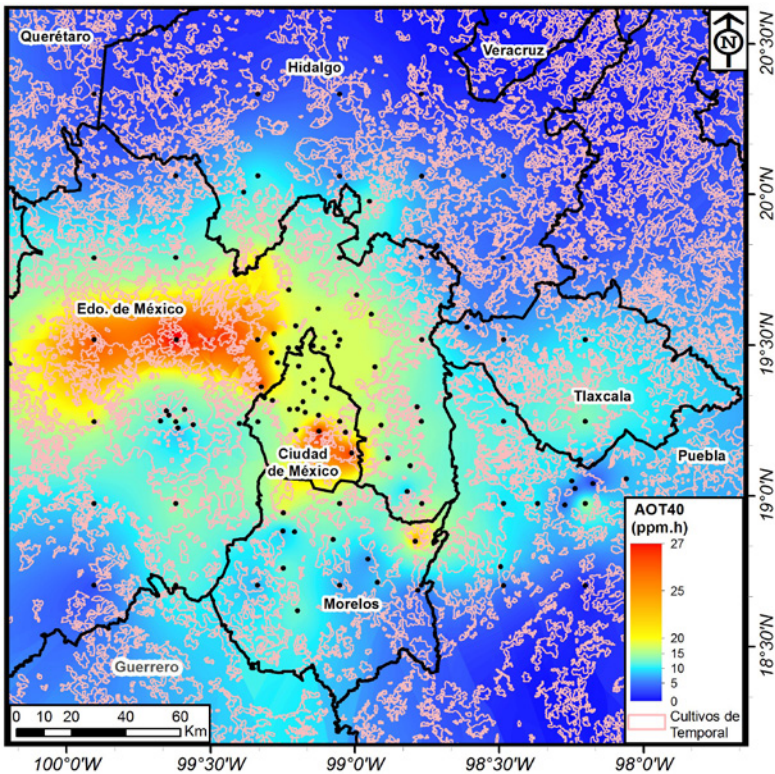 Querétaro
Veracruz
N
Hidalgo
20°30'N
20°0'N
Edo. de México
19°30'N
Tlaxcala
Ciudad
de México
Puebla
19°0'N
AOT40
(ppm.h)
27
25
20
15
10
5
0
Cultivos de
Temporal
Morelos
18°30'N
Guerrero
0 10 20 40 60
Km
100°0'W 99°30'W 99°0'W 98°30'W 98°0'W